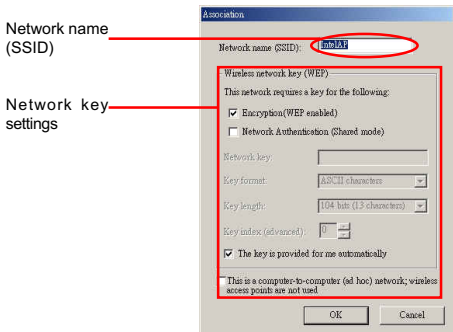 Association
Network name
(SSID)
Network name (SSID):
IntelAP
Wireless network key (WEP)
This network requires a key for the following:
Encryption(WEP enabled)
Network Authentication (Shared mode)
Network key
settings
Network key:
Key format:
ASCII characters
Key length:
104 bits (13 characters)
Key index (advanced):
0
The key is provided for me automatically
This is a computer-to-computer (ad hoc) network; wireless
access points are not used
OK
Cancel